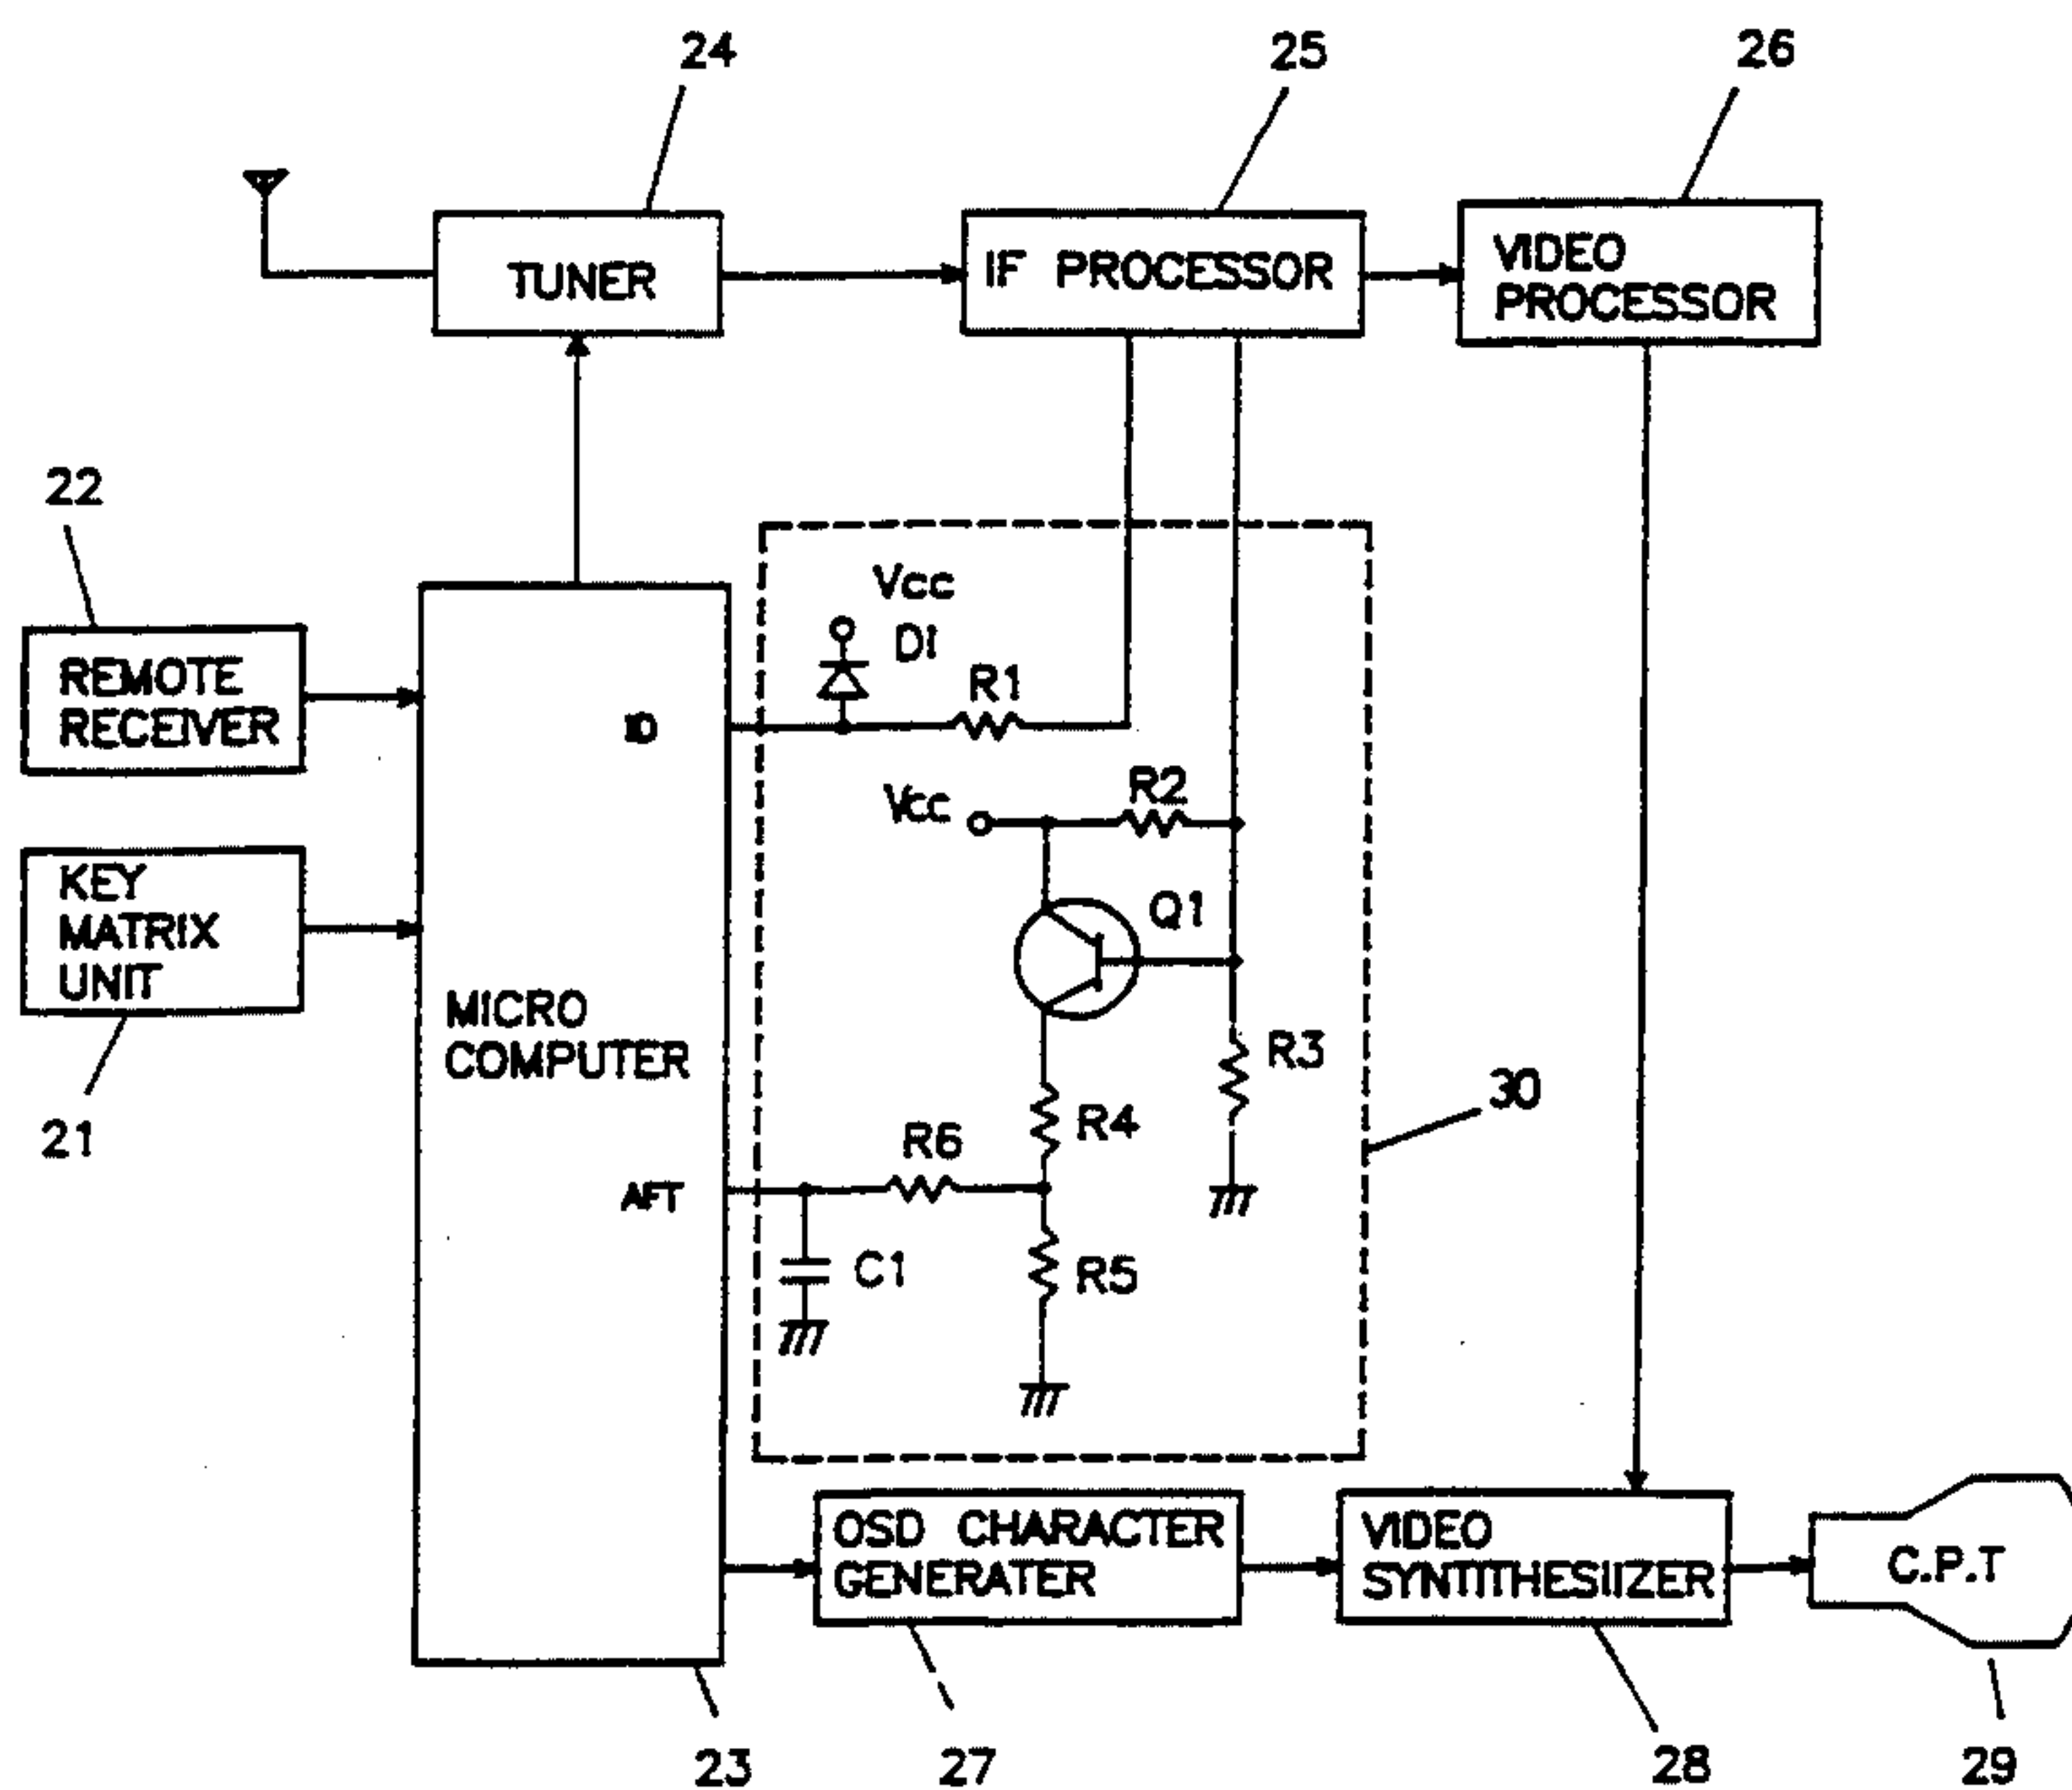 24
25
26
TUNER
IF PROCESSOR
VIDEO
PROCESSOR
22
REMOTE
RECEIVER
Vcc
D1
R1
ID
KEY
MATRIX
UNIT
21
Vcc
R2
Q1
MICRO
COMPUTER
R3
R4
30
R6
AFT
C1
R5
OSD CHARACTER
GENERATER
VIDEO
SYNTITHESIIZER
C.P.T
23
27
28
29